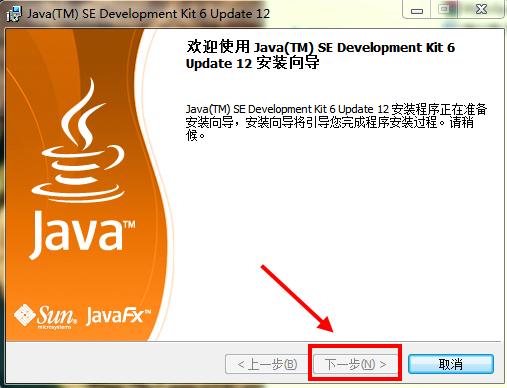 Java(TM) SE Development Kit 6 Update 12
欢迎使用 Java(TM) SE Development Kit 6
Update 12 安装向导
Java(TM) SE Development Kit 6 Update 12 安装程序正在准备
安装向导，安装向导将引导您完成程序安装过程。请稍
候。
Java™
Sun microsystems JavaFX™
< 上一步(B) 下一步(N) > 取消